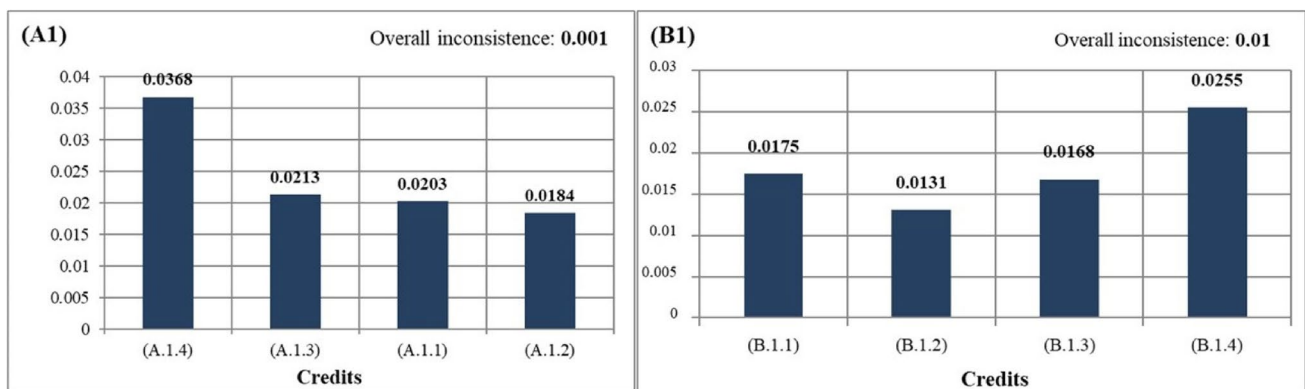 (A1)
Overall inconsistence: 0.001
0.04
0.035
0.03
0.025
0.02
0.015
0.01
0.005
0
0.0368
0.0213
0.0203
0.0184
(A.1.4)
(A.1.3)
(A.1.1)
(A.1.2)
Credits
(B1)
Overall inconsistence: 0.01
0.03
0.025
0.02
0.015
0.01
0.005
0
0.0175
0.0131
0.0168
0.0255
(B.1.1)
(B.1.2)
(B.1.3)
(B.1.4)
Credits